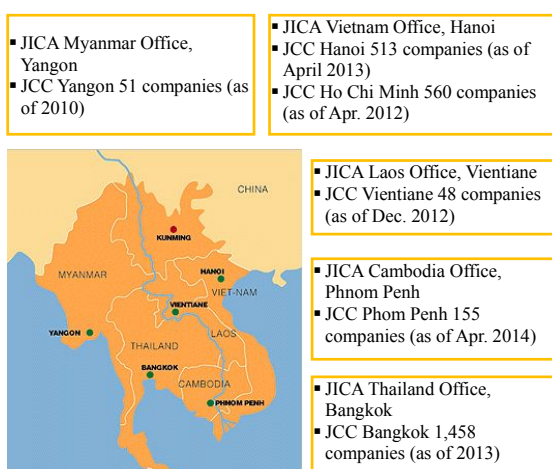 ▪ JICA Myanmar Office,
Yangon
▪ JCC Yangon 51 companies (as
of 2010)
▪ JICA Vietnam Office, Hanoi
▪ JCC Hanoi 513 companies (as of
April 2013)
▪ JCC Ho Chi Minh 560 companies
(as of Apr. 2012)
▪ JICA Laos Office, Vientiane
▪ JCC Vientiane 48 companies
(as of Dec. 2012)
▪ JICA Cambodia Office,
Phnom Penh
▪ JCC Phom Penh 155
companies (as of Apr. 2014)
▪ JICA Thailand Office,
Bangkok
▪ JCC Bangkok 1,458
companies (as of 2013)
CHINA
KUNMING
MYANMAR
HANOI
VIET-NAM
VIENTIANE
YANGON
LAOS
THAILAND
BANGKOK
CAMBODIA
PHMOM PENH